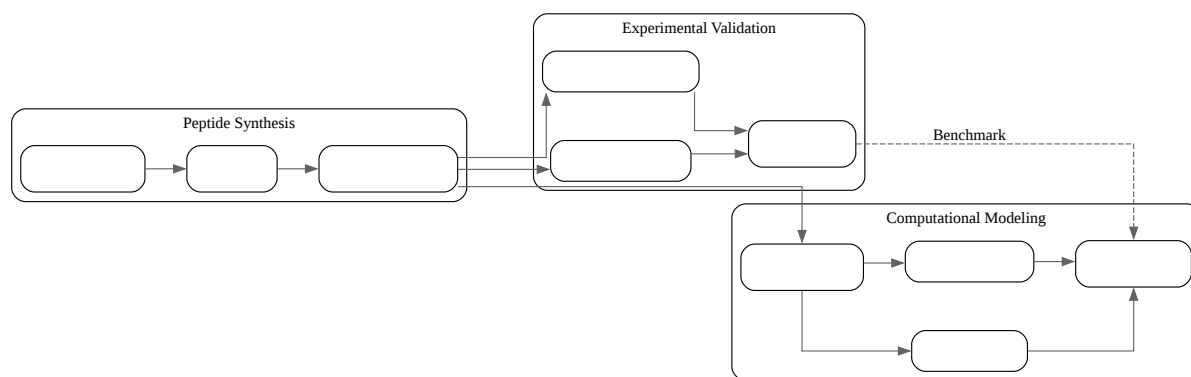 Experimental Validation
Peptide Synthesis
Benchmark
Computational Modeling